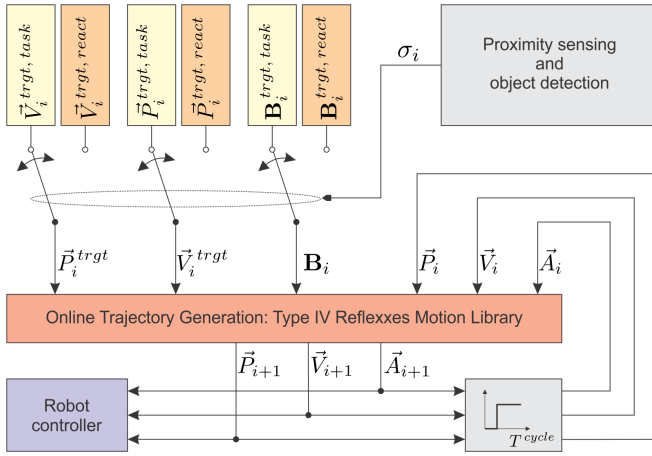 V⃗_i^{trgt, task}
V⃗_i^{trgt, react}
P⃗_i^{trgt, task}
P⃗_i^{trgt, react}
𝐁_i^{trgt, task}
𝐁_i^{trgt, react}
σ_i
Proximity sensing
and
object detection
P⃗_i^{trgt}
V⃗_i^{trgt}
𝐁_i
P⃗_i
V⃗_i
A⃗_i
Online Trajectory Generation: Type IV Reflexxes Motion Library
P⃗_{i+1}
V⃗_{i+1}
A⃗_{i+1}
Robot
controller
T^{cycle}